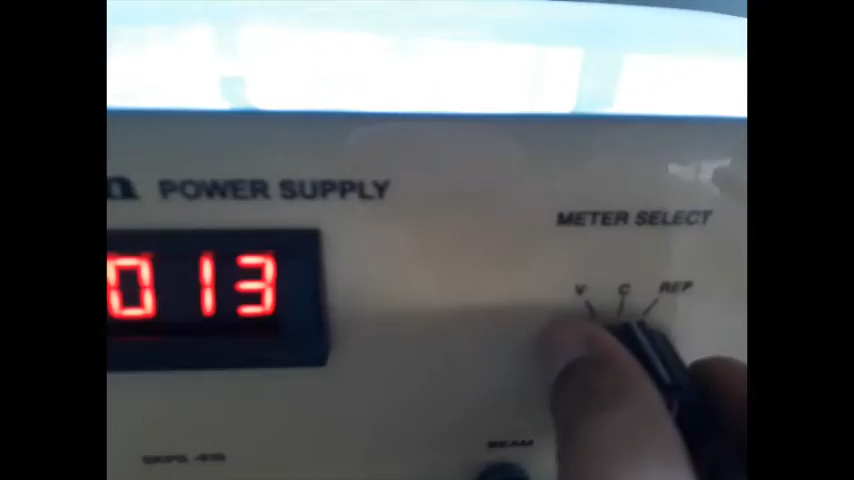 POWER SUPPLY
METER SELECT
013
V C REP
BEAM